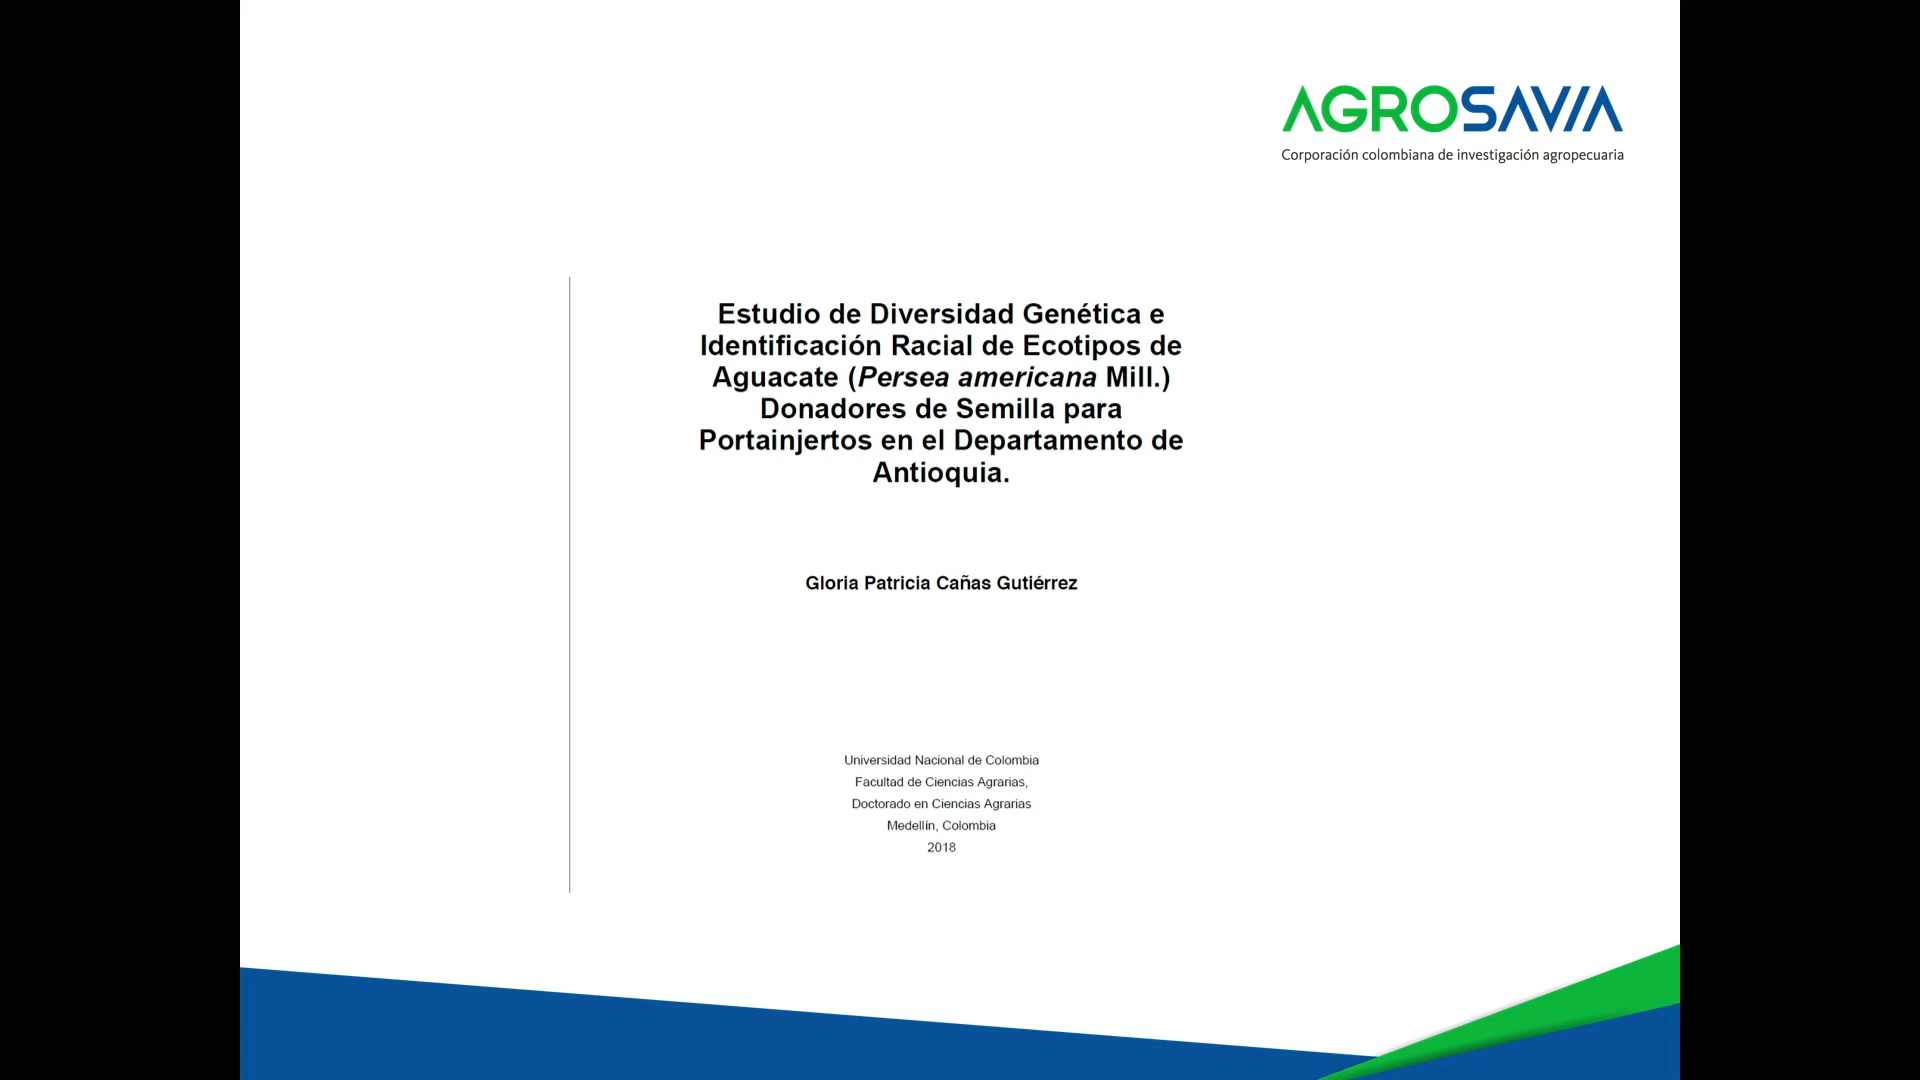 AGROSAVIA
Corporación colombiana de investigación agropecuaria
Estudio de Diversidad Genética e
Identificación Racial de Ecotipos de
Aguacate (Persea americana Mill.)
Donadores de Semilla para
Portainjertos en el Departamento de
Antioquia.
Gloria Patricia Cañas Gutiérrez
Universidad Nacional de Colombia
Facultad de Ciencias Agrarias,
Doctorado en Ciencias Agrarias
Medellín, Colombia
2018